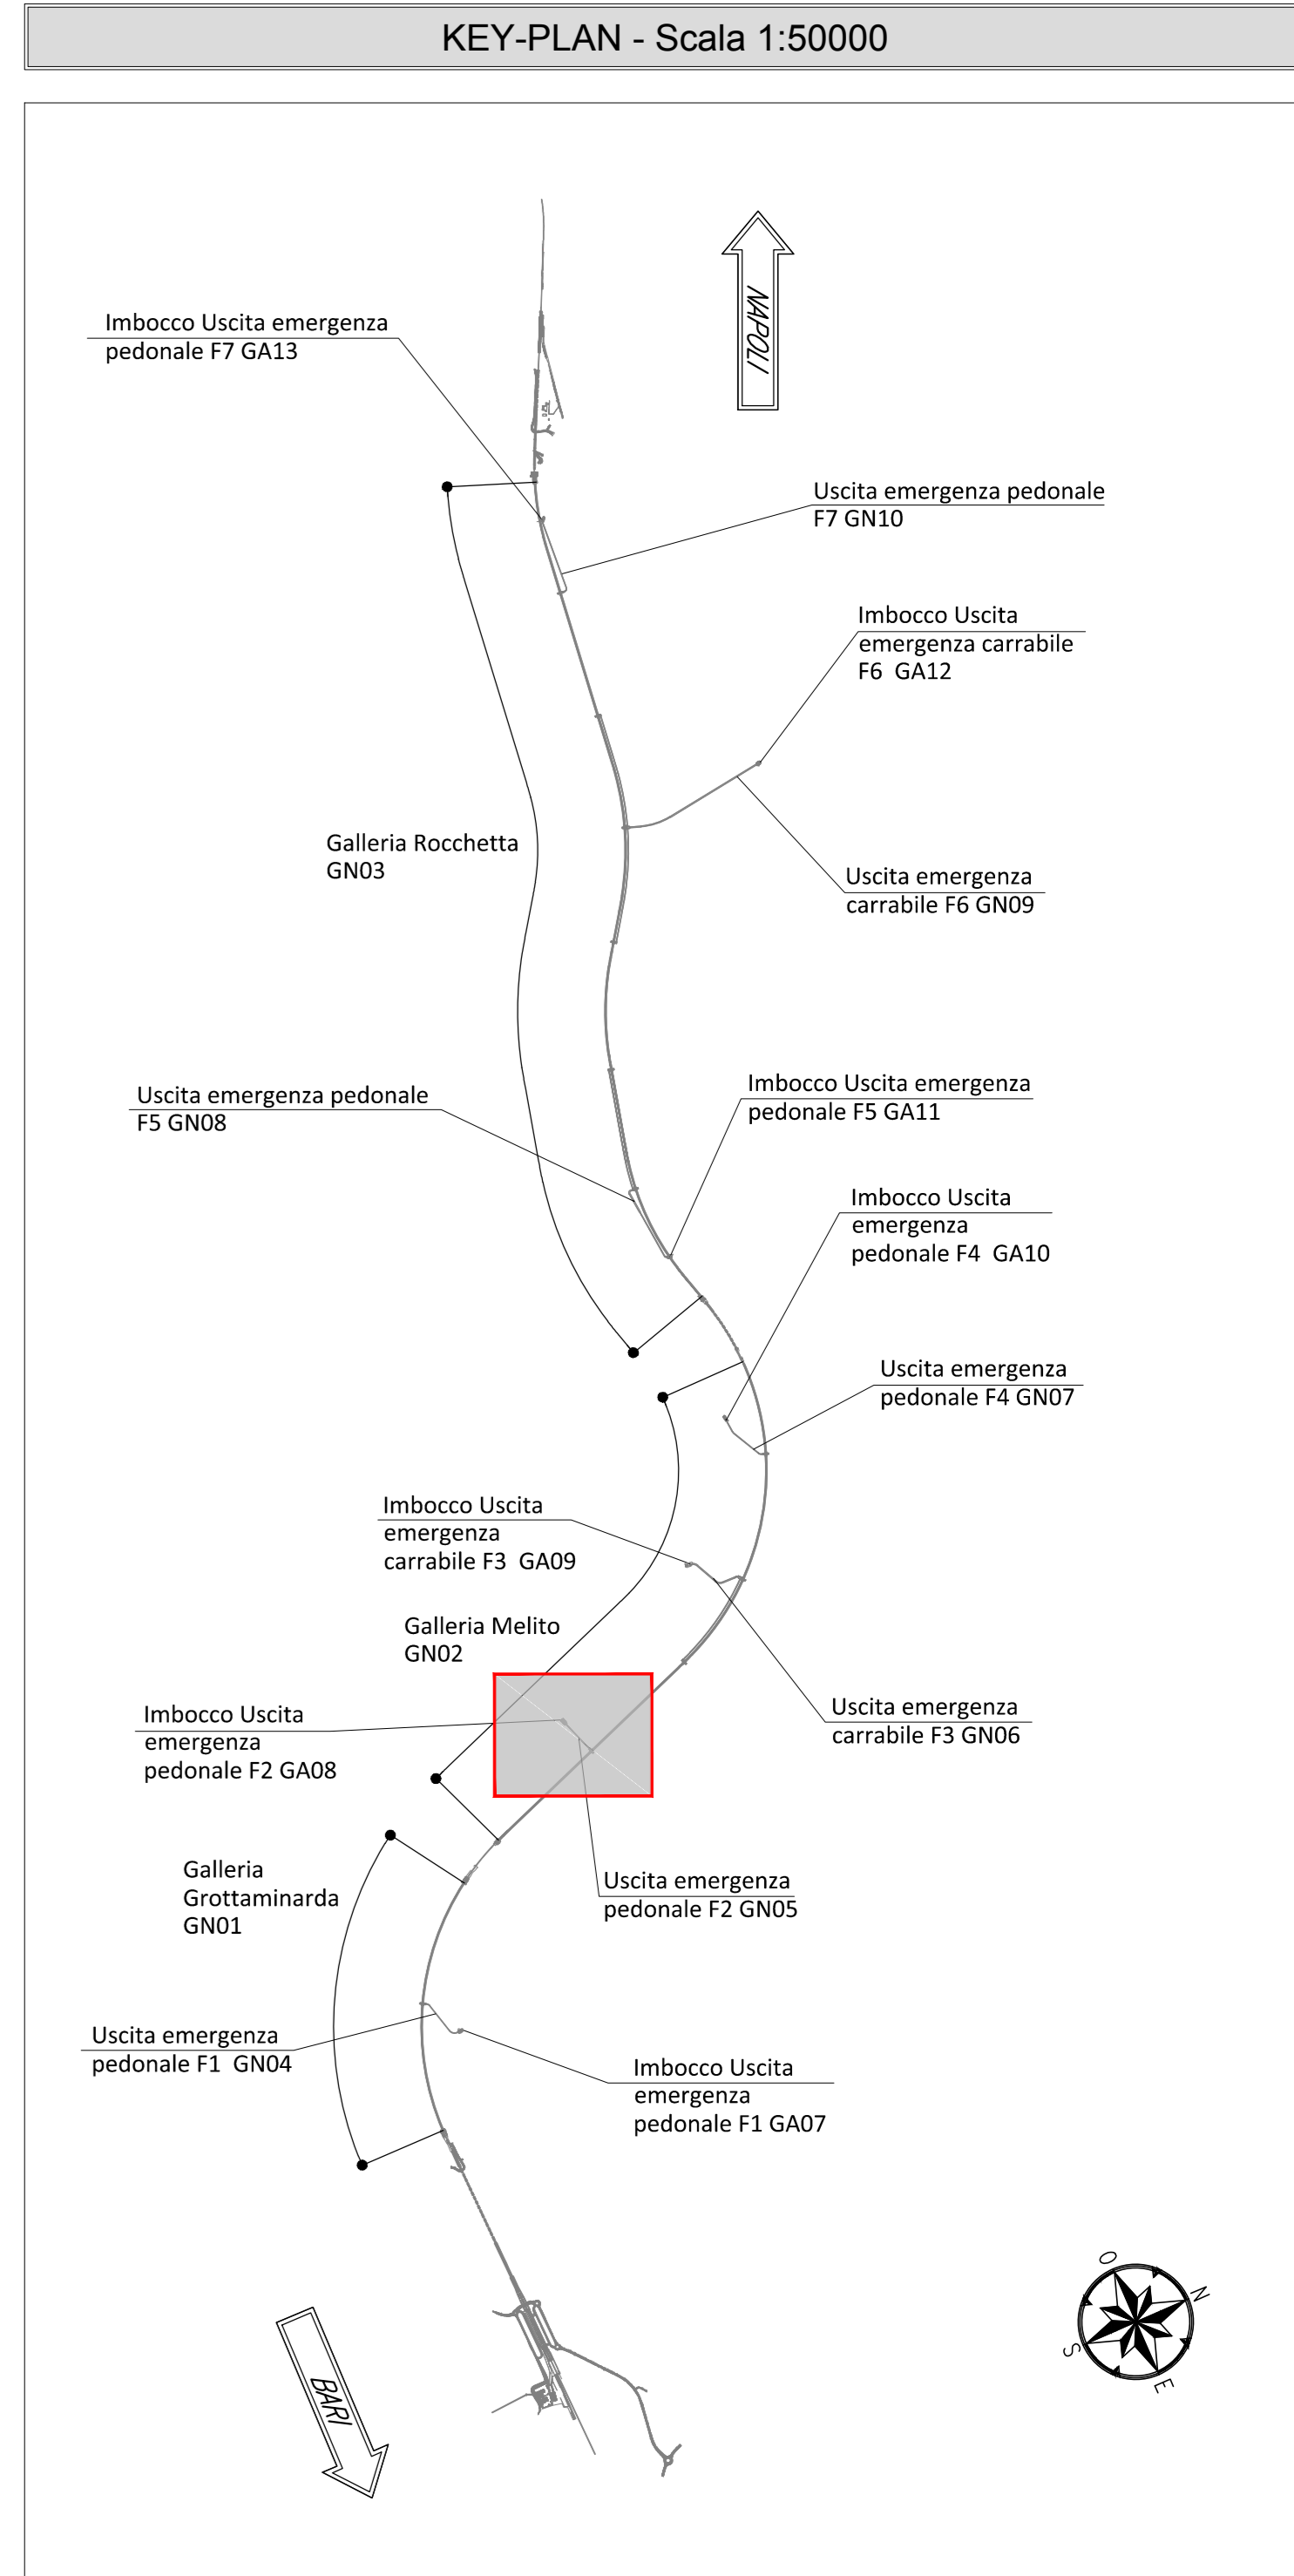 KEY-PLAN - Scala 1:50000
NAPOLI
Imbocco Uscita emergenza
pedonale F7 GA13
Uscita emergenza pedonale
F7 GN10
Imbocco Uscita
emergenza carrabile
F6 GA12
Galleria Rocchetta
GN03
Uscita emergenza
carrabile F6 GN09
Uscita emergenza pedonale
F5 GN08
Imbocco Uscita emergenza
pedonale F5 GA11
Imbocco Uscita
emergenza
pedonale F4 GA10
Uscita emergenza
pedonale F4 GN07
Imbocco Uscita
emergenza
carrabile F3 GA09
Galleria Melito
GN02
Imbocco Uscita
emergenza
pedonale F2 GA08
Uscita emergenza
carrabile F3 GN06
Galleria
Grottaminarda
GN01
Uscita emergenza
pedonale F2 GN05
Uscita emergenza
pedonale F1 GN04
Imbocco Uscita
emergenza
pedonale F1 GA07
O
N
S
E
BARI